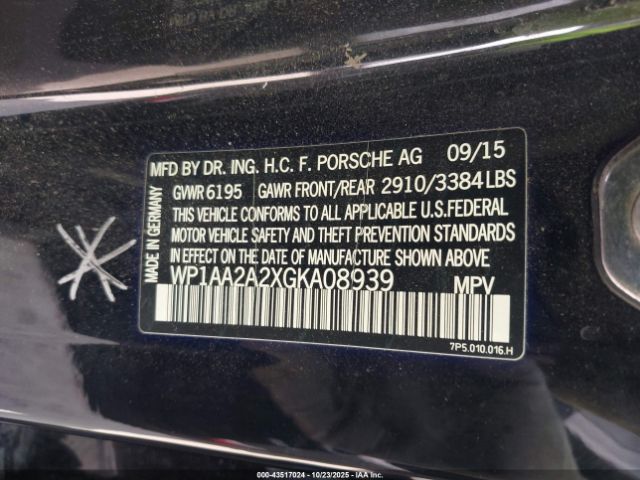 MFD BY DR. ING. H.C. F. PORSCHE AG 09/15
GVWR 6195 GAWR FRONT/REAR 2910/3384 LBS
THIS VEHICLE CONFORMS TO ALL APPLICABLE U.S.FEDERAL
MOTOR VEHICLE SAFETY AND THEFT PREVENTION STANDARDS
IN EFFECT ON THE DATE OF MANUFACTURE SHOWN ABOVE.
WP1AA2A2XGKA08939 MPV
7P5.010.016.H
MADE IN GERMANY
000-43517024 | 10/23/2025 | IAAI.COM